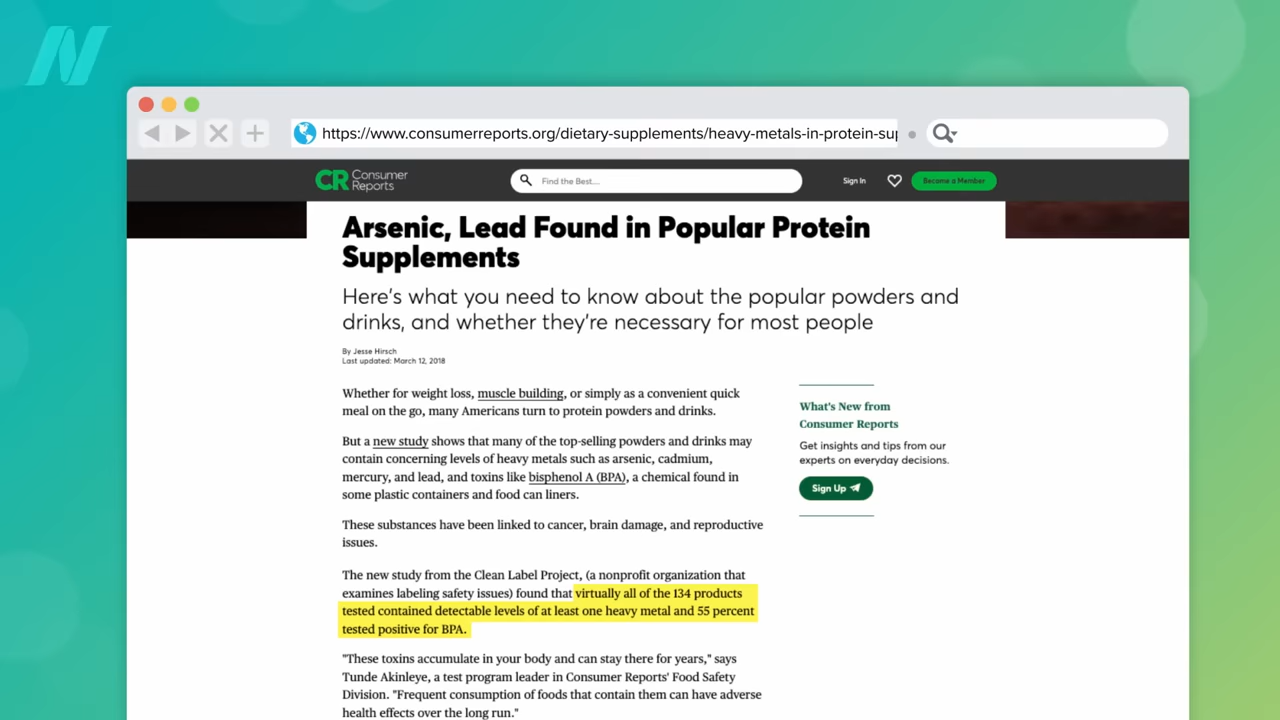 N
https://www.consumerreports.org/dietary-supplements/heavy-metals-in-protein-sup
CR Consumer
Reports
Find the Best...
Sign In
Become a Member
Arsenic, Lead Found in Popular Protein
Supplements
Here's what you need to know about the popular powders and
drinks, and whether they're necessary for most people
By Jesse Hirsch
Last updated: March 12, 2018
Whether for weight loss, muscle building, or simply as a convenient quick
meal on the go, many Americans turn to protein powders and drinks.
But a new study shows that many of the top-selling powders and drinks may
contain concerning levels of heavy metals such as arsenic, cadmium,
mercury, and lead, and toxins like bisphenol A (BPA), a chemical found in
some plastic containers and food can liners.
These substances have been linked to cancer, brain damage, and reproductive
issues.
The new study from the Clean Label Project, (a nonprofit organization that
examines labeling safety issues) found that virtually all of the 134 products
tested contained detectable levels of at least one heavy metal and 55 percent
tested positive for BPA.
"These toxins accumulate in your body and can stay there for years," says
Tunde Akinleye, a test program leader in Consumer Reports' Food Safety
Division. "Frequent consumption of foods that contain them can have adverse
health effects over the long run."
What's New from
Consumer Reports
Get insights and tips from our
experts on everyday decisions.
Sign Up